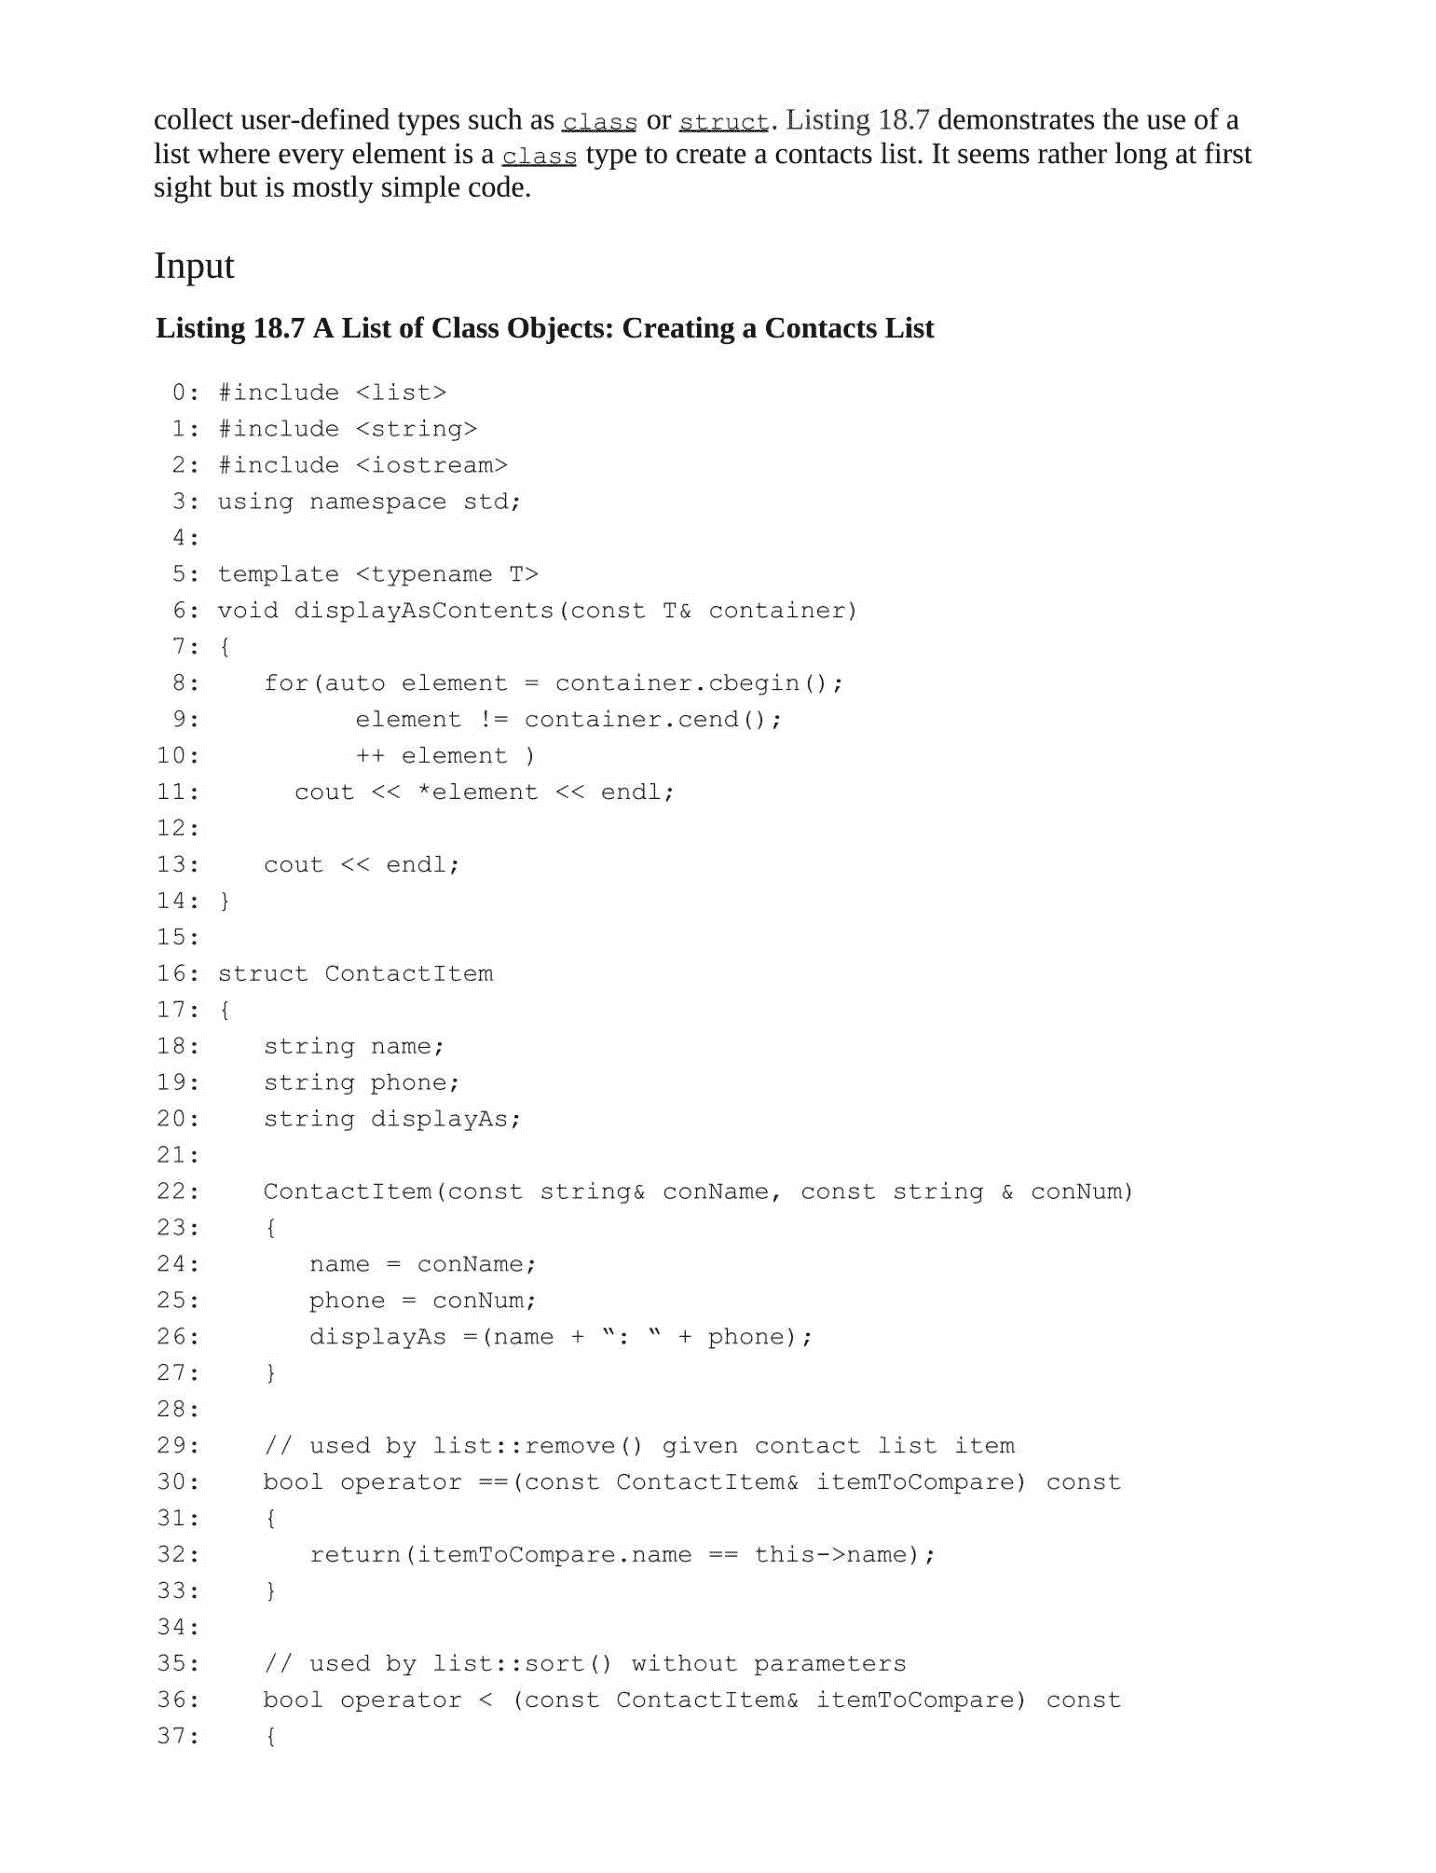 collect user-defined types such as class or struct. Listing 18.7 demonstrates the use of a
list where every element is a class type to create a contacts list. It seems rather long at first
sight but is mostly simple code.
Input
Listing 18.7 A List of Class Objects: Creating a Contacts List
0: #include <list>
1: #include <string>
2: #include <iostream>
3: using namespace std;
4:
5: template <typename T>
6: void displayAsContents(const T& container)
7: {
8:    for(auto element = container.cbegin();
9:          element != container.cend();
10:          ++ element )
11:      cout << *element << endl;
12:
13:    cout << endl;
14: }
15:
16: struct ContactItem
17: {
18:    string name;
19:    string phone;
20:    string displayAs;
21:
22:    ContactItem(const string& conName, const string & conNum)
23:    {
24:       name = conName;
25:       phone = conNum;
26:       displayAs =(name + “: “ + phone);
27:    }
28:
29:    // used by list::remove() given contact list item
30:    bool operator ==(const ContactItem& itemToCompare) const
31:    {
32:       return(itemToCompare.name == this->name);
33:    }
34:
35:    // used by list::sort() without parameters
36:    bool operator < (const ContactItem& itemToCompare) const
37:    {